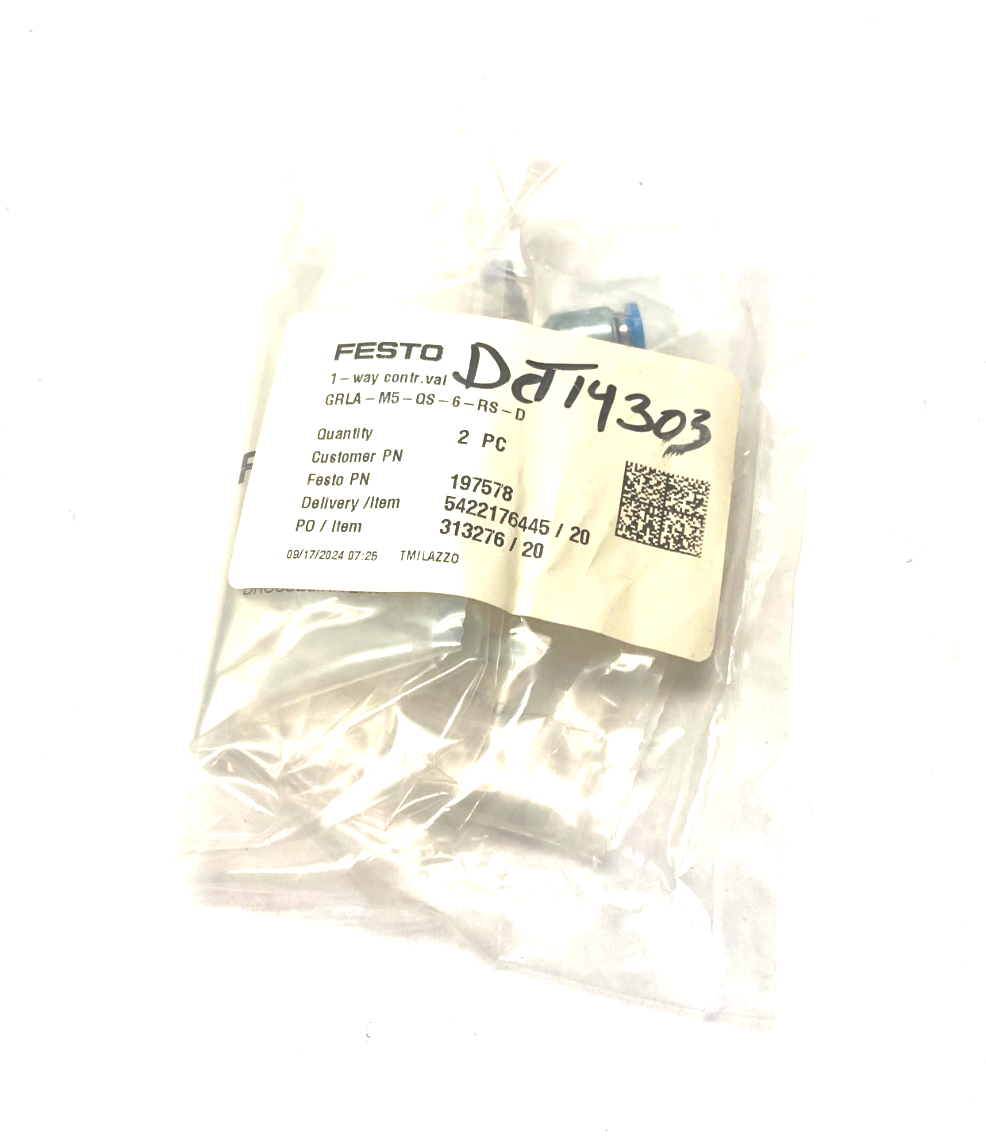 FESTO
DCT14303
1-way contr.val
GRLA-M5-QS-6-RS-D
Quantity 2 PC
Customer PN
Festo PN 197578
Delivery /Item 5422176445 / 20
PO / Item 313276 / 20
09/17/2024 07:25 TMILAZZO